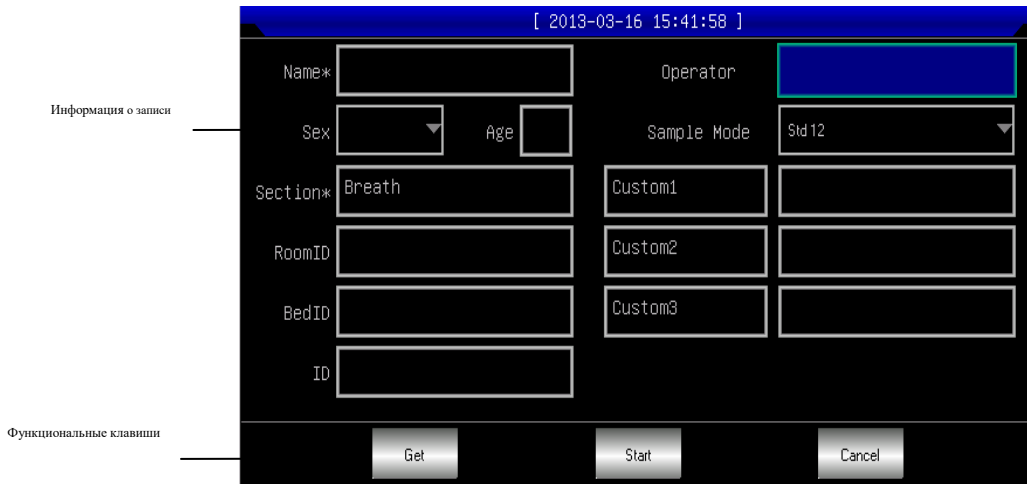 [ 2013-03-16 15:41:58 ]
Name* Operator
Информация о записи
Sex Age Sample Mode Std 12
Section* Breath Custom1
RoomID Custom2
BedID Custom3
ID
Функциональные клавиши
Get Start Cancel